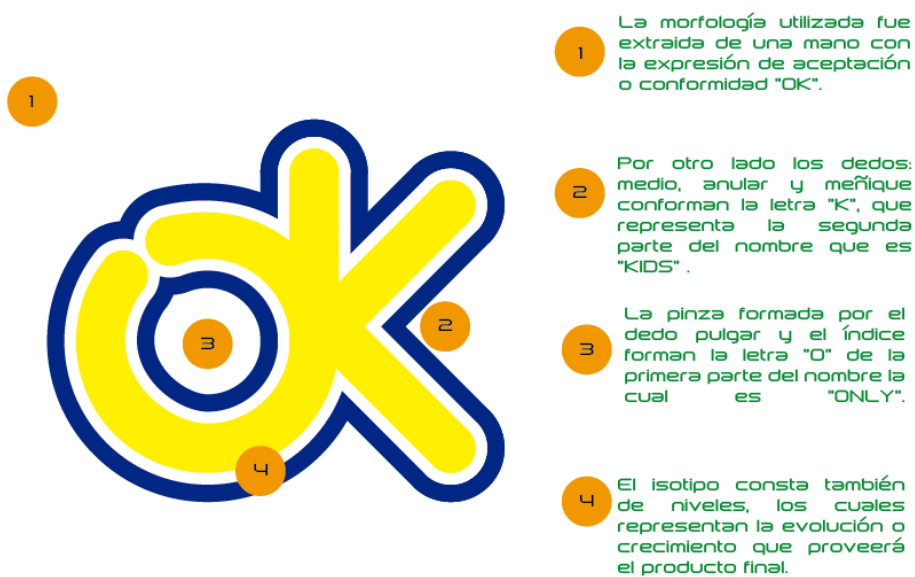 1
La morfología utilizada fue
extraida de una mano con
la expresión de aceptación
o conformidad "OK".
1
2
Por otro lado los dedos:
medio, anular y meñique
conforman la letra "K", que
representa la segunda
parte del nombre que es
"KIDS" .
OK
3
2
3
La pinza formada por el
dedo pulgar y el índice
forman la letra "O" de la
primera parte del nombre la
cual es "ONLY".
4
4
El isotipo consta también
de niveles, los cuales
representan la evolución o
crecimiento que proveerá
el producto final.